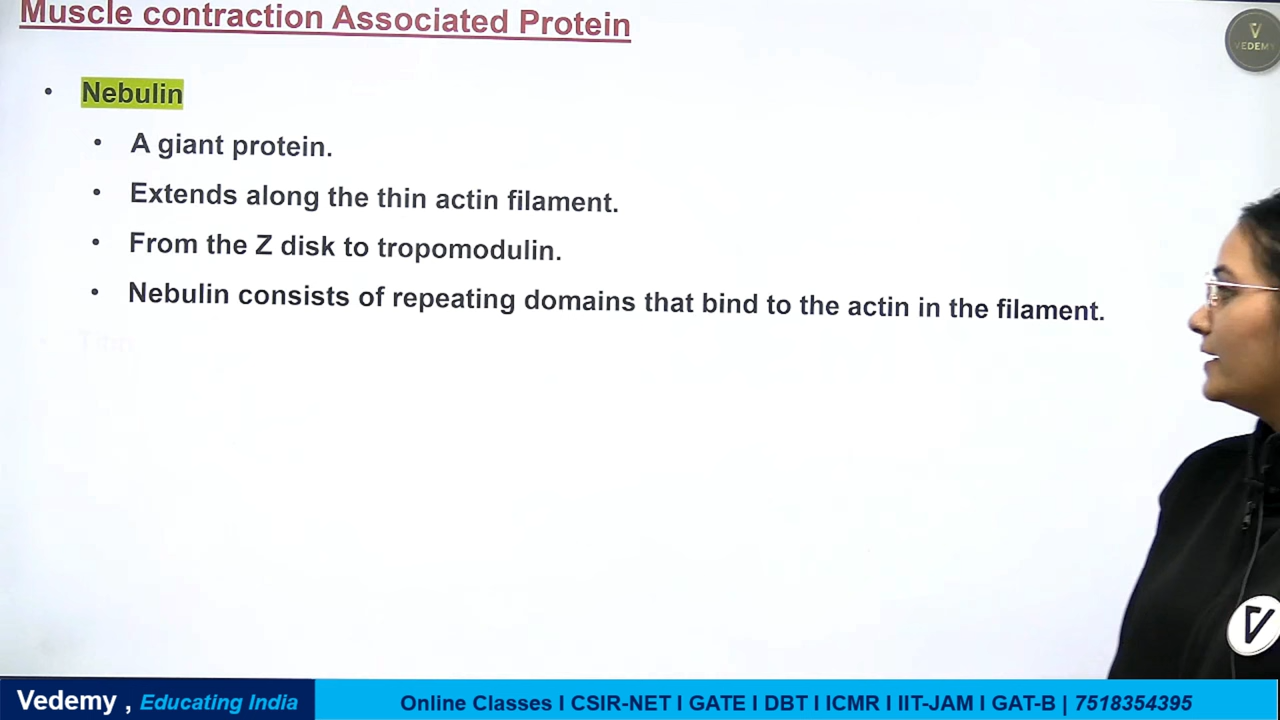 Muscle contraction Associated Protein
VEDEMY
• Nebulin
• A giant protein.
• Extends along the thin actin filament.
• From the Z disk to tropomodulin.
• Nebulin consists of repeating domains that bind to the actin in the filament.
Vedemy , Educating India
Online Classes I CSIR-NET I GATE I DBT I ICMR I IIT-JAM I GAT-B | 7518354395